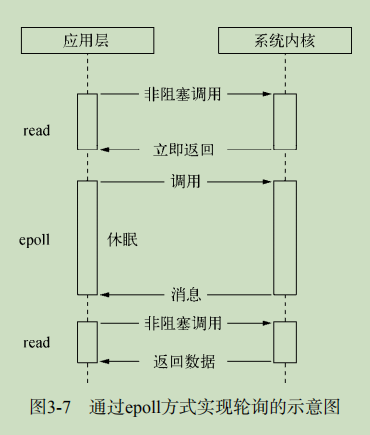 应用层 系统内核
非阻塞调用
read
立即返回
调用
epoll 休眠
消息
非阻塞调用
read
返回数据
图3-7 通过epoll方式实现轮询的示意图